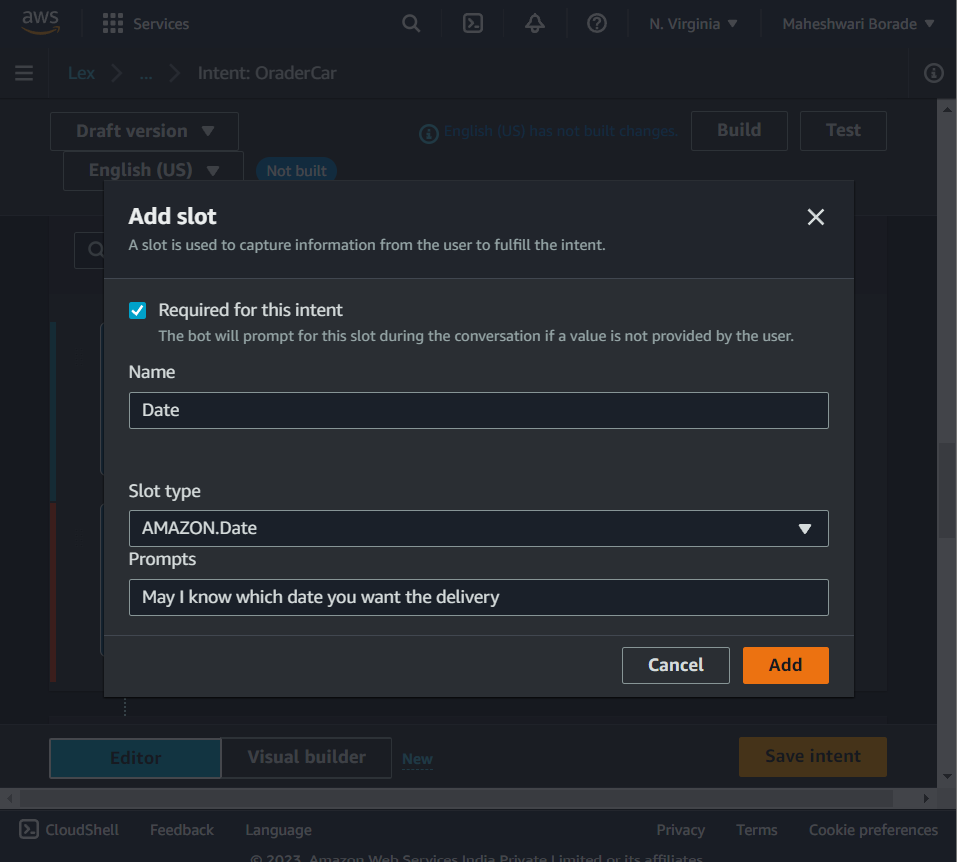 aws Services N. Virginia Maheshwari Borade
Lex ... Intent: OraderCar
Draft version English (US) has not built changes. Build Test
English (US) Not built
Add slot
A slot is used to capture information from the user to fulfill the intent.
Required for this intent
The bot will prompt for this slot during the conversation if a value is not provided by the user.
Name
Date
Slot type
AMAZON.Date
Prompts
May I know which date you want the delivery
Cancel Add
Editor Visual builder New Save intent
CloudShell Feedback Language Privacy Terms Cookie preferences
© 2023, Amazon Web Services India Private Limited or its affiliates.